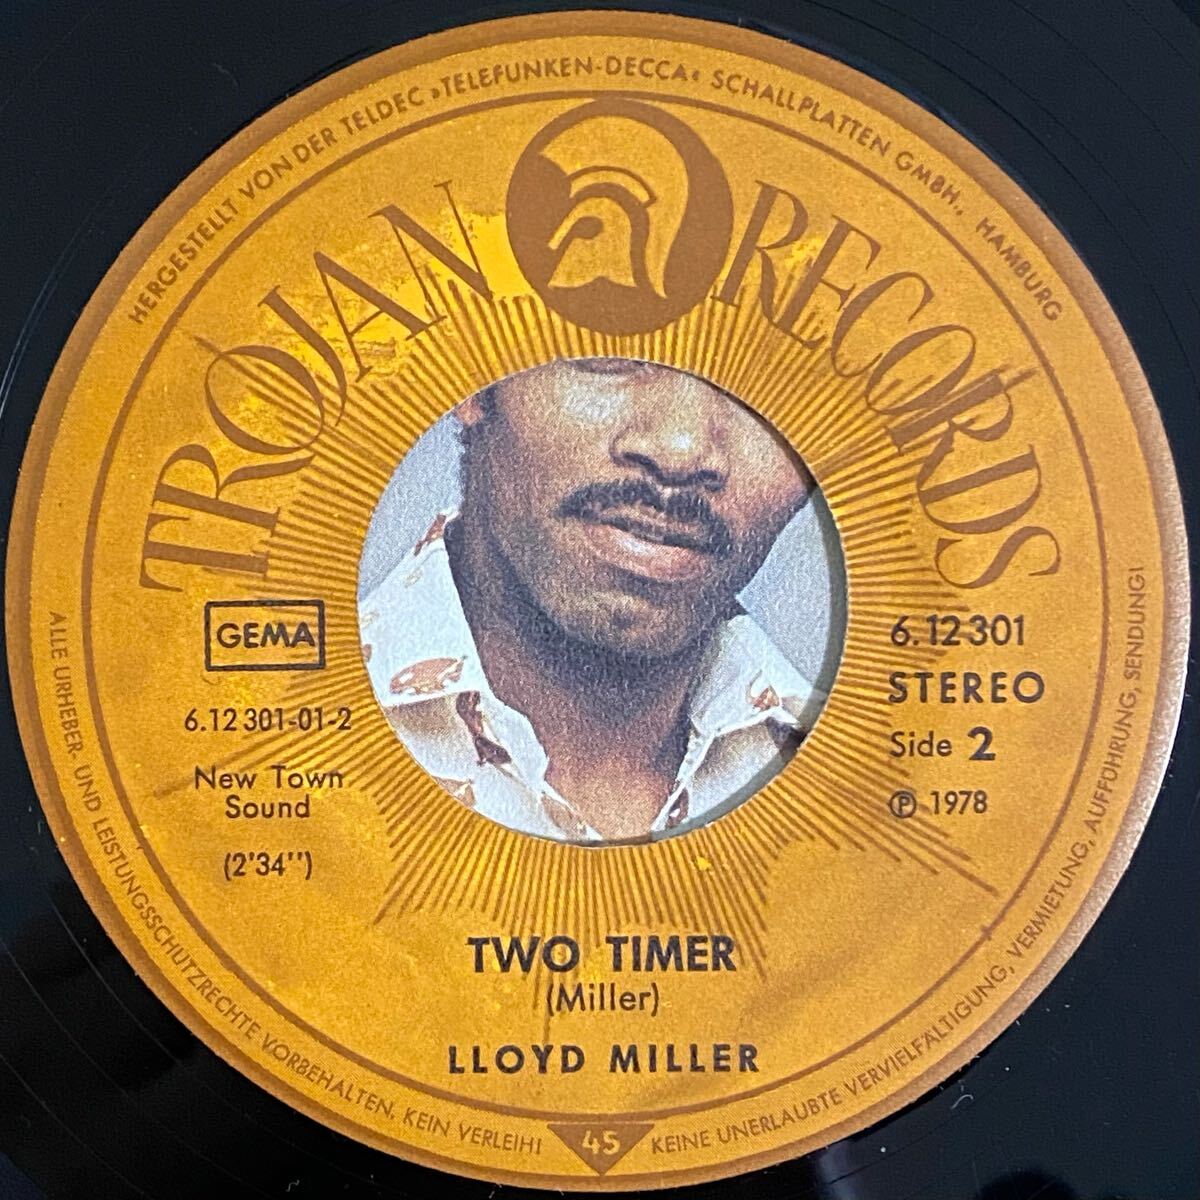 HERGESTELLT VON DER TELDEC »TELEFUNKEN-DECCA« SCHALLPLATTEN GMBH., HAMBURG
TROJAN RECORDS
GEMA
6.12 301-01-2
New Town
Sound
(2'34'')
6.12 301
STEREO
Side 2
℗ 1978
TWO TIMER
(Miller)
LLOYD MILLER
ALLE URHEBER- UND LEISTUNGSSCHUTZRECHTE VORBEHALTEN, KEIN VERLEIH!
45
KEINE UNERLAUBTE VERVIELFÄLTIGUNG, VERMIETUNG, AUFFÜHRUNG, SENDUNG!